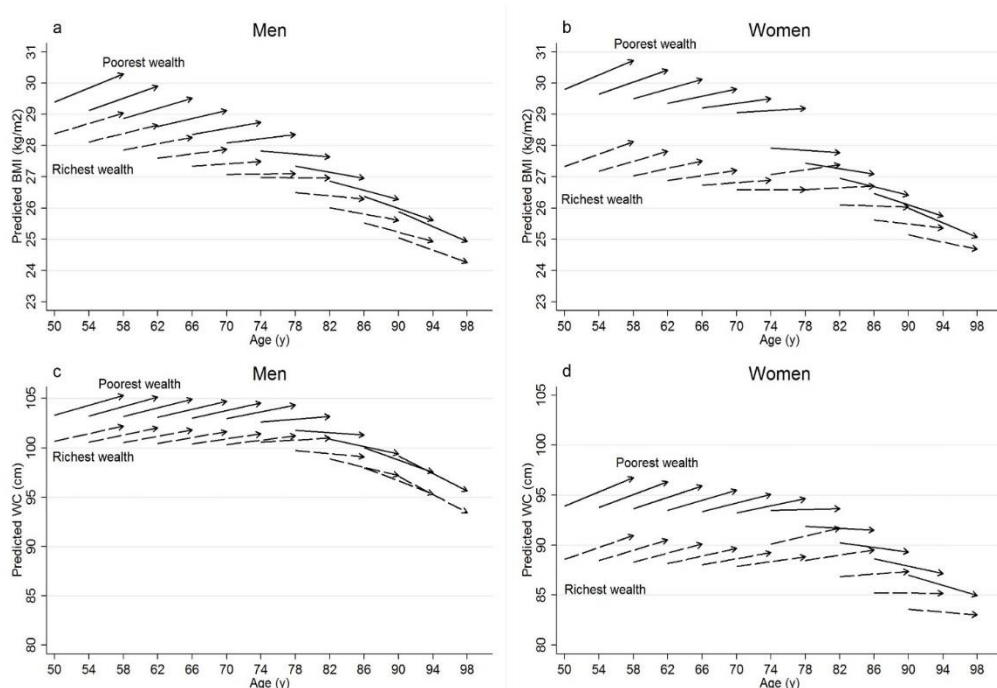 a Men
Predicted BMI (kg/m2)
31
30
29
28
27
26
25
24
23
Poorest wealth
Richest wealth
50 54 58 62 66 70 74 78 82 86 90 94 98
Age (y)
b Women
Predicted BMI (kg/m2)
31
30
29
28
27
26
25
24
23
Poorest wealth
Richest wealth
50 54 58 62 66 70 74 78 82 86 90 94 98
Age (y)
c Men
Predicted WC (cm)
105
100
95
90
85
80
Poorest wealth
Richest wealth
50 54 58 62 66 70 74 78 82 86 90 94 98
Age (y)
d Women
Predicted WC (cm)
105
100
95
90
85
80
Poorest wealth
Richest wealth
50 54 58 62 66 70 74 78 82 86 90 94 98
Age (y)